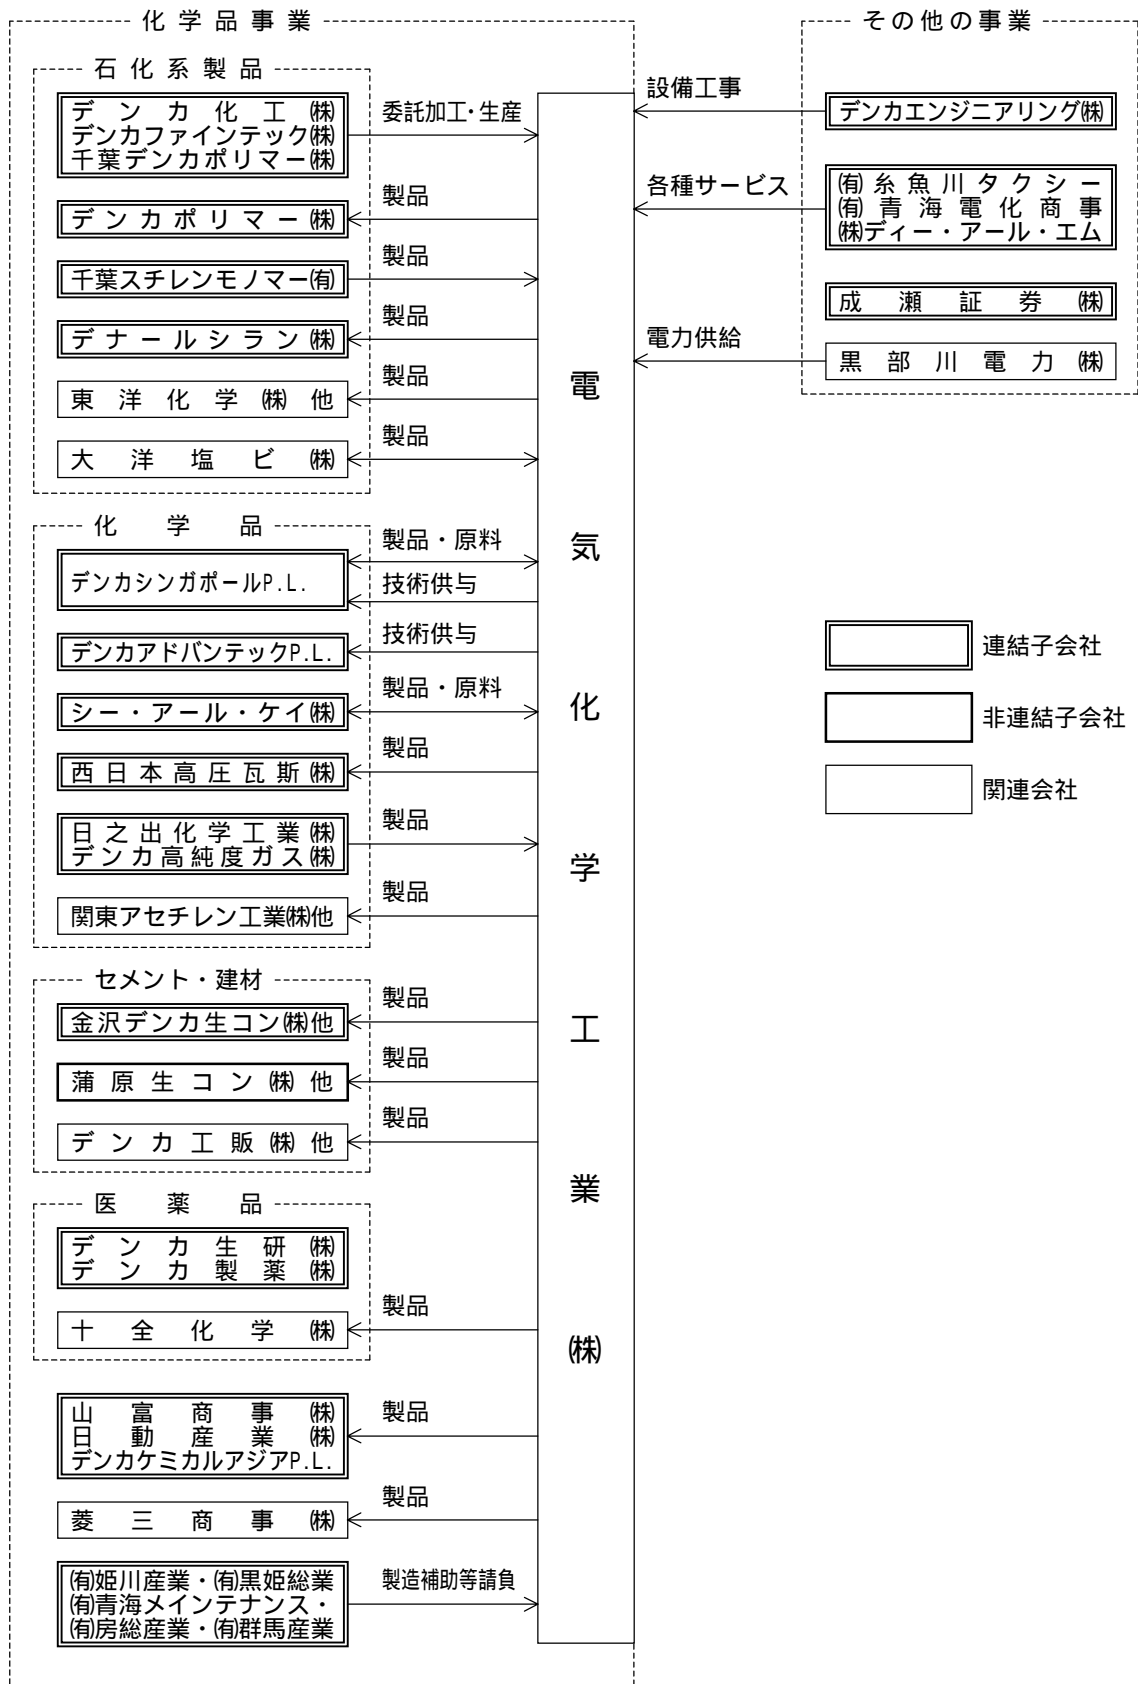 化学品事業
石化系製品
デンカ化工㈱
デンカファインテック㈱
千葉デンカポリマー㈱
委託加工・生産
デンカポリマー㈱
製品
千葉スチレンモノマー㈲
製品
デナールシラン㈱
製品
東洋化学㈱他
製品
大洋塩ビ㈱
製品
化学品
デンカシンガポールP.L.
製品・原料
技術供与
デンカアドバンテックP.L.
技術供与
シー・アール・ケイ㈱
製品・原料
西日本高圧瓦斯㈱
製品
日之出化学工業㈱
デンカ高純度ガス㈱
製品
関東アセチレン工業㈱他
製品
セメント・建材
金沢デンカ生コン㈱他
製品
蒲原生コン㈱他
製品
デンカ工販㈱他
製品
医薬品
デンカ生研㈱
デンカ製薬㈱
十全化学㈱
製品
山富商事㈱
日動産業㈱
デンカケミカルアジアP.L.
製品
菱三商事㈱
製品
㈲姫川産業・㈲黒姫総業
㈲青海メインテナンス・
㈲房総産業・㈲群馬産業
製造補助等請負
電気化学工業㈱
その他の事業
設備工事
デンカエンジニアリング㈱
各種サービス
㈲糸魚川タクシー
㈲青海電化商事
㈱ディー・アール・エム
成瀬証券㈱
電力供給
黒部川電力㈱
連結子会社
非連結子会社
関連会社